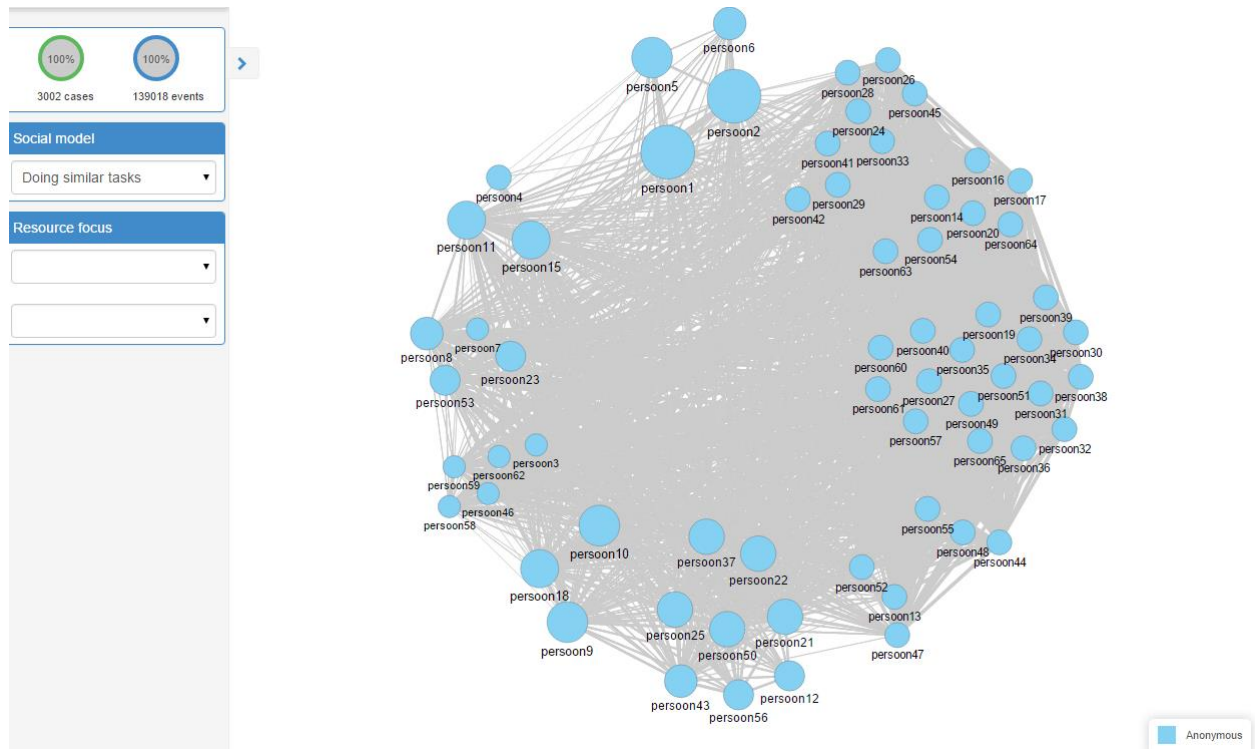 100%
100%
3002 cases
139018 events
Social model
Doing similar tasks
Resource focus
persoon6
persoon5
persoon2
persoon26
persoon28
persoon45
persoon24
persoon1
persoon41
persoon33
persoon16
persoon4
persoon17
persoon29
persoon42
persoon14
persoon20
persoon64
persoon11
persoon15
persoon54
persoon63
persoon39
persoon19
persoon7
persoon8
persoon40
persoon34
persoon30
persoon60
persoon35
persoon23
persoon53
persoon27
persoon51
persoon38
persoon61
persoon31
persoon49
persoon57
persoon32
persoon3
persoon62
persoon65
persoon36
persoon59
persoon46
persoon58
persoon55
persoon10
persoon48
persoon44
persoon37
persoon22
persoon52
persoon18
persoon13
persoon25
persoon21
persoon9
persoon50
persoon47
persoon12
persoon43
persoon56
Anonymous